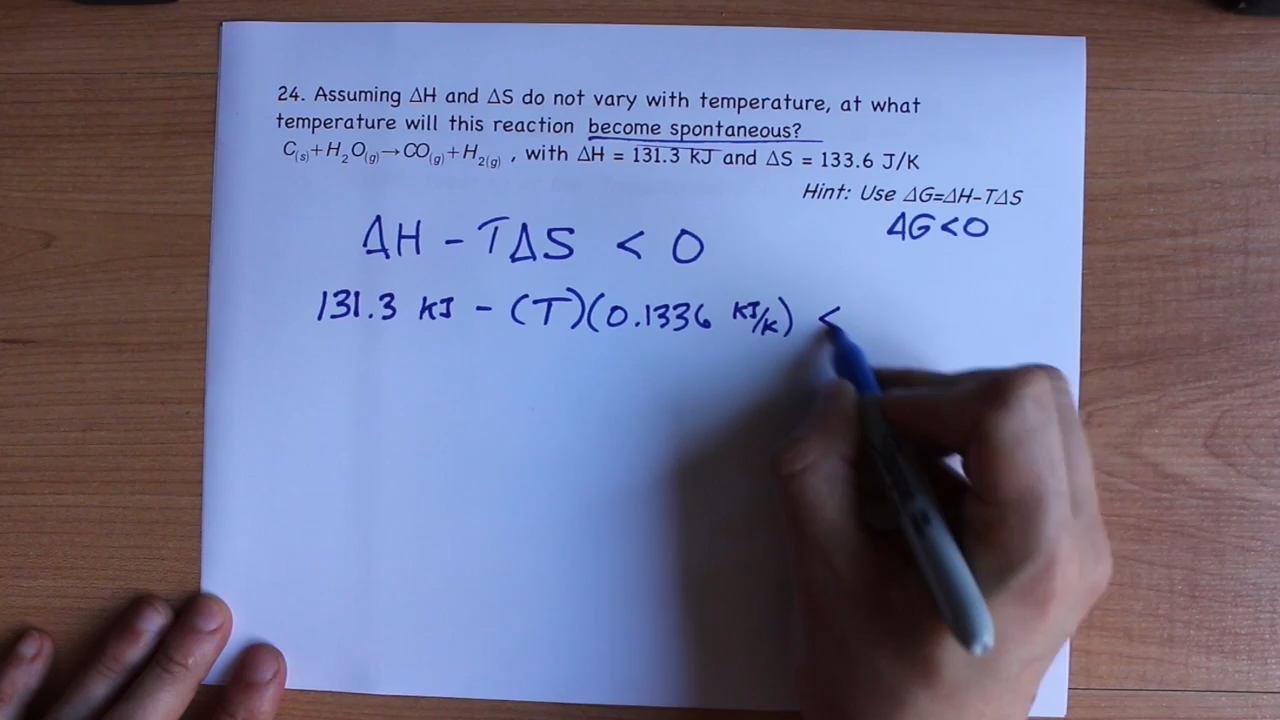 24. Assuming ΔH and ΔS do not vary with temperature, at what
temperature will this reaction become spontaneous?
C(s)+H₂O(g)→CO(g)+H₂(g) , with ΔH = 131.3 KJ and ΔS = 133.6 J/K
Hint: Use ΔG=ΔH-TΔS
ΔG<0
ΔH - TΔS < 0
131.3 KJ - (T)(0.1336 KJ/K) <